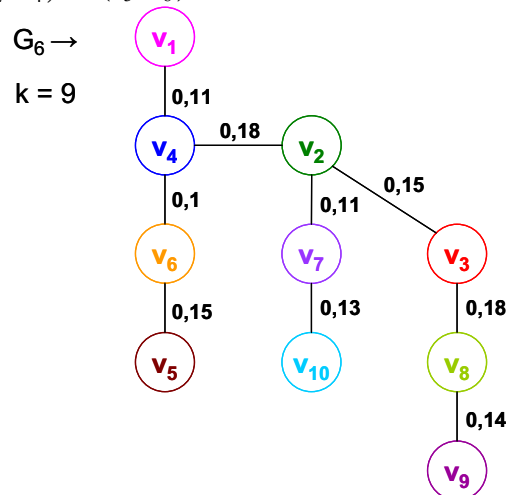 G6 →
v1
k = 9
0,11
v4
0,18
v2
0,15
0,1
0,11
v6
v7
v3
0,15
0,13
0,18
v5
v10
v8
0,14
v9